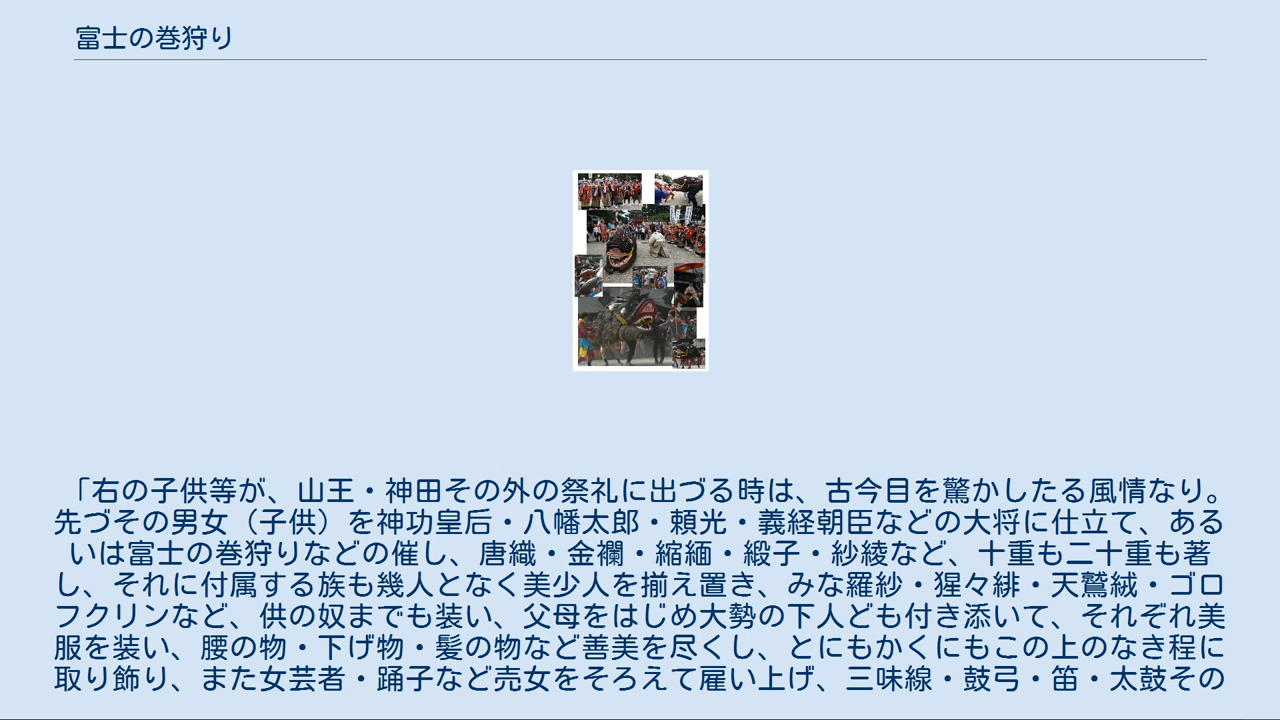 富士の巻狩り
「右の子供等が、山王・神田その外の祭礼に出づる時は、古今目を驚かしたる風情なり。
先づその男女（子供）を神功皇后・八幡太郎・頼光・義経朝臣などの大将に仕立て、ある
いは富士の巻狩りなどの催し、唐織・金襴・縮緬・緞子・紗綾など、十重も二十重も著
し、それに付属する族も幾人となく美少人を揃え置き、みな羅紗・猩々緋・天鵞絨・ゴロ
フクリンなど、供の奴までも装い、父母をはじめ大勢の下人ども付き添いて、それぞれ美
服を装い、腰の物・下げ物・髪の物など善美を尽くし、とにもかくにもこの上のなき程に
取り飾り、また女芸者・踊子など売女をそろえて雇い上げ、三味線・鼓弓・笛・太鼓その